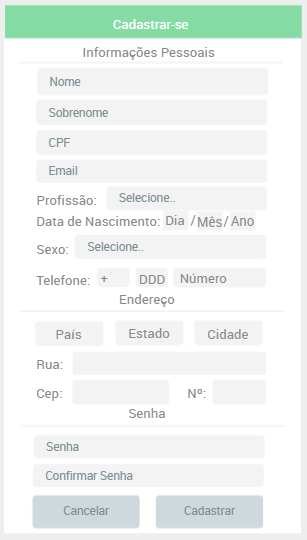 Cadastrar-se
Informações Pessoais
Nome
Sobrenome
CPF
Email
Profissão: Selecione..
Data de Nascimento: Dia / Mês / Ano
Sexo: Selecione..
Telefone: + DDD Número
Endereço
País Estado Cidade
Rua:
Cep: Nº:
Senha
Senha
Confirmar Senha
Cancelar Cadastrar